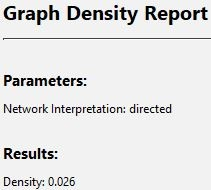 Graph Density Report
Parameters:
Network Interpretation: directed
Results:
Density: 0.026